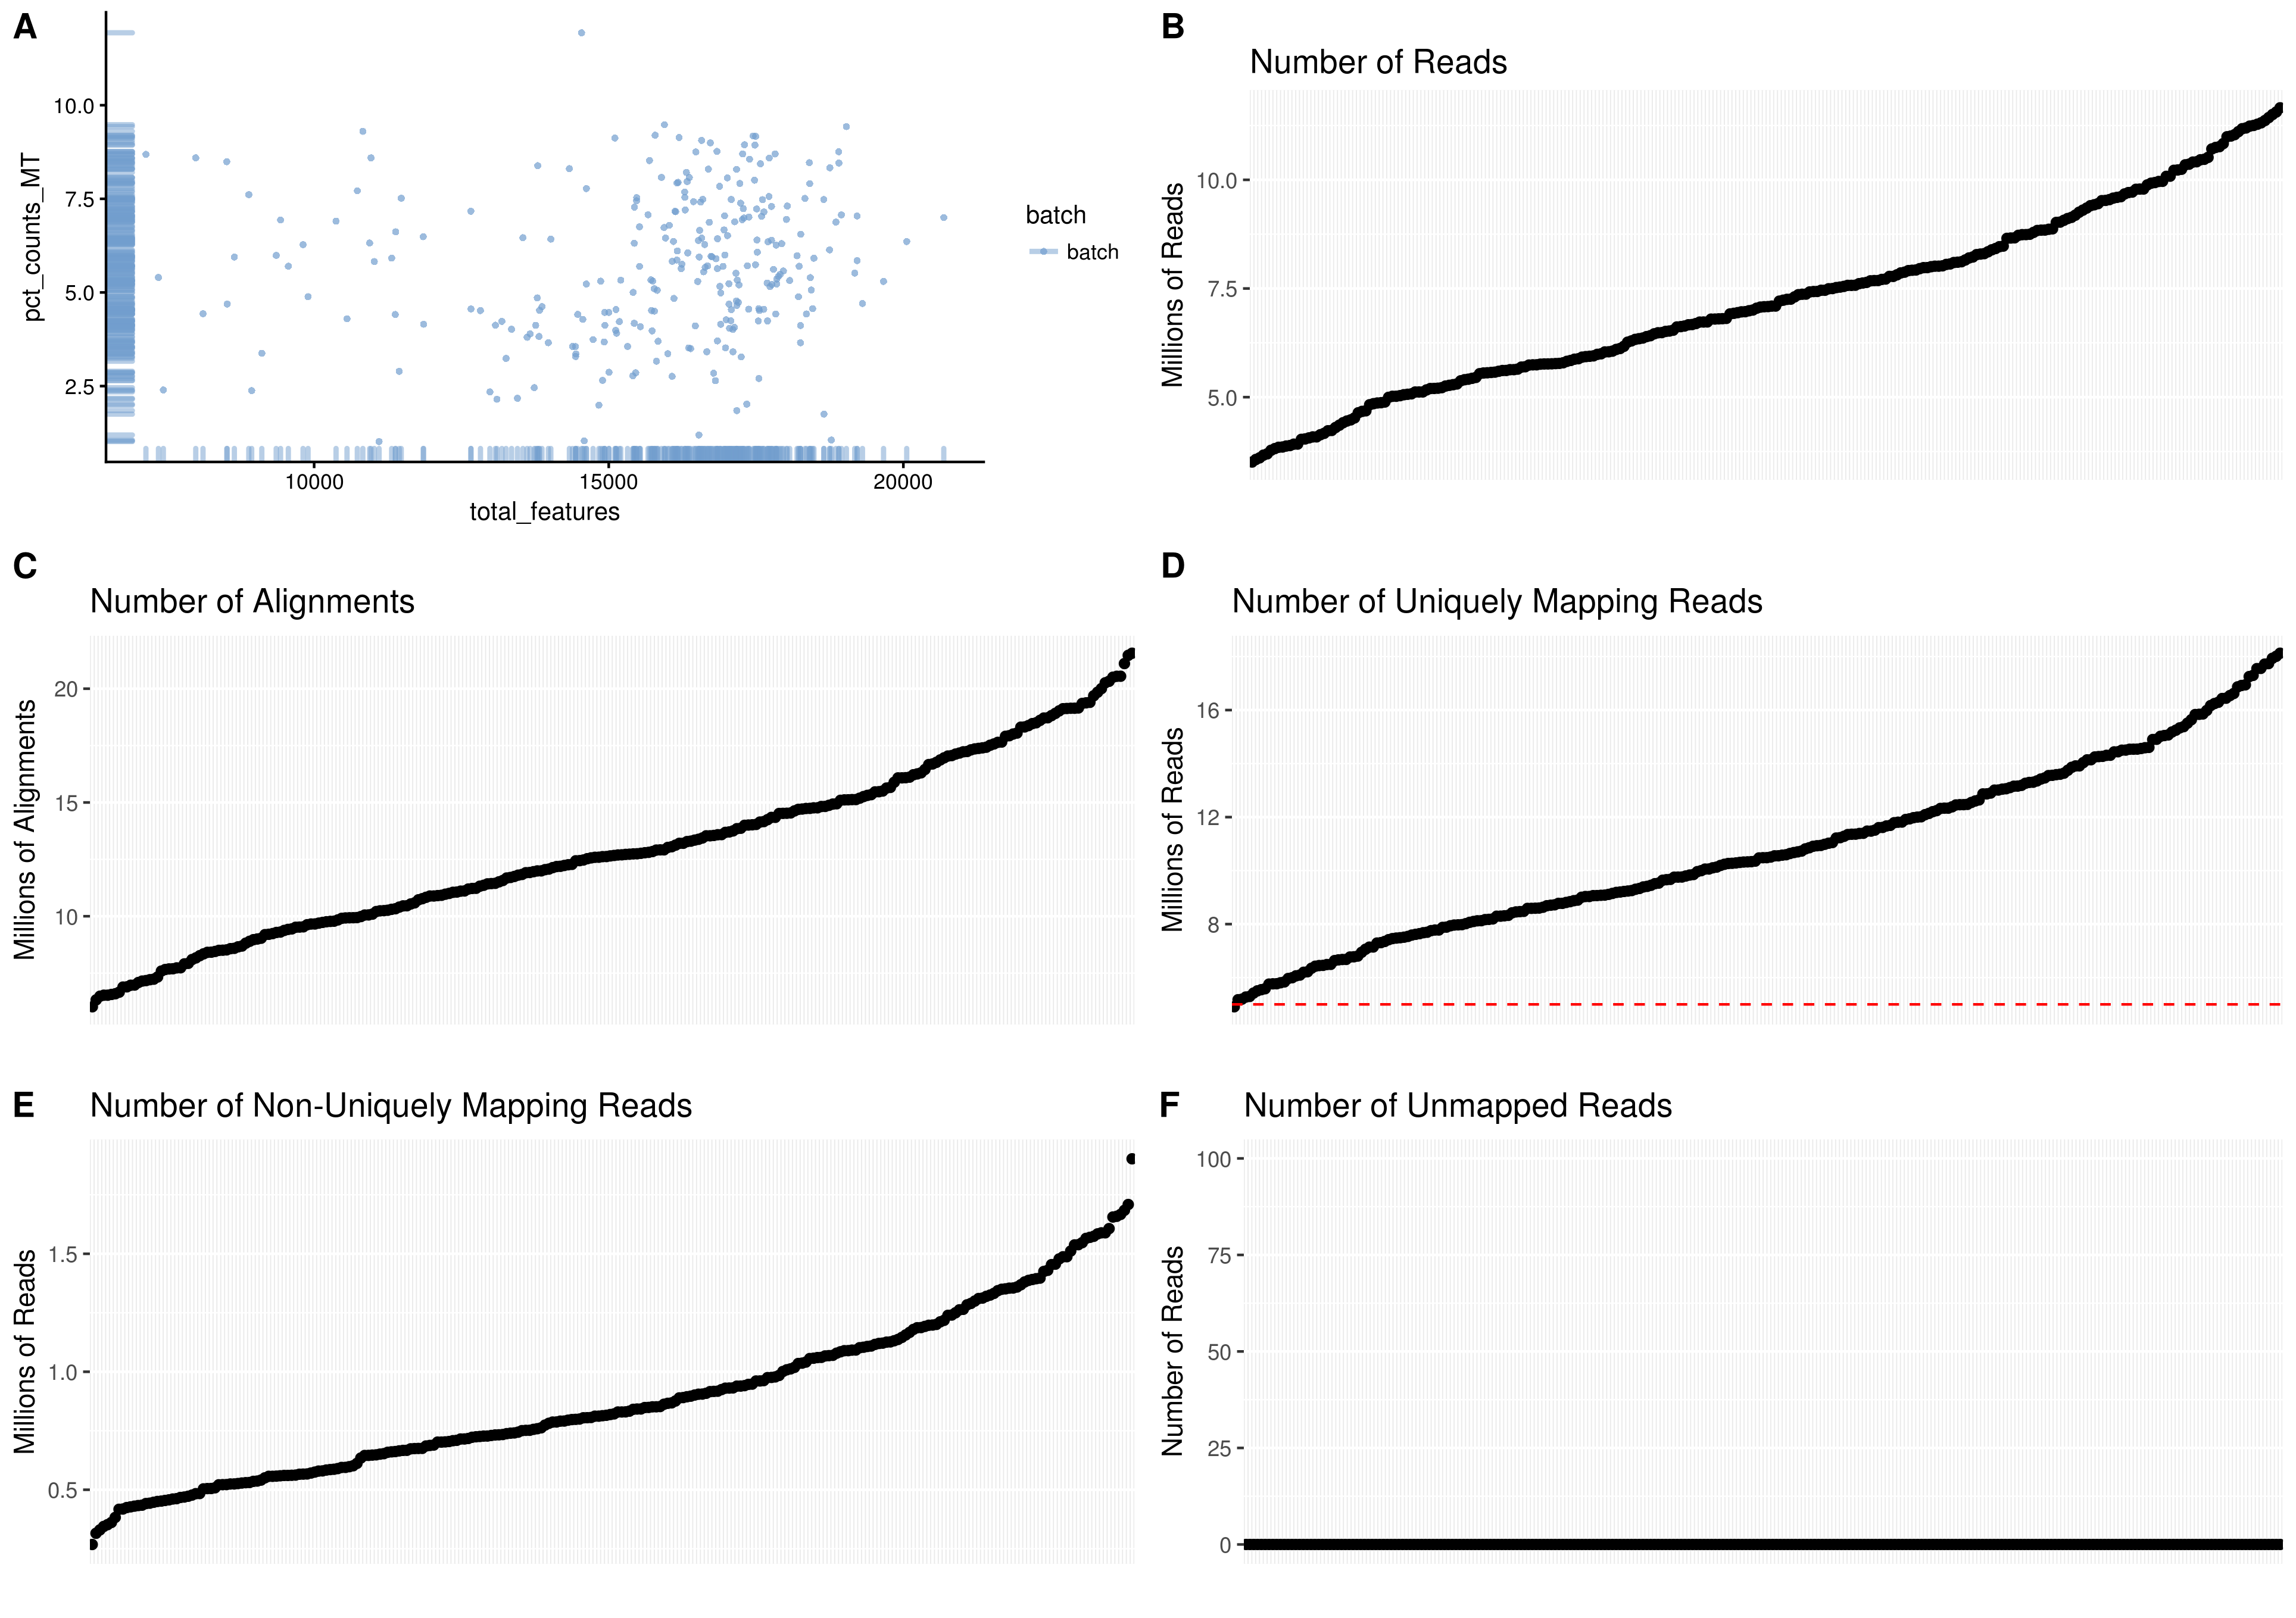 A
pct_counts_MT
10.0
7.5
5.0
2.5
10000
15000
20000
total_features
batch
batch
B
Number of Reads
Millions of Reads
10.0
7.5
5.0
C
Number of Alignments
Millions of Alignments
20
15
10
D
Number of Uniquely Mapping Reads
Millions of Reads
16
12
8
E
Number of Non-Uniquely Mapping Reads
Millions of Reads
1.5
1.0
0.5
F
Number of Unmapped Reads
Number of Reads
100
75
50
25
0